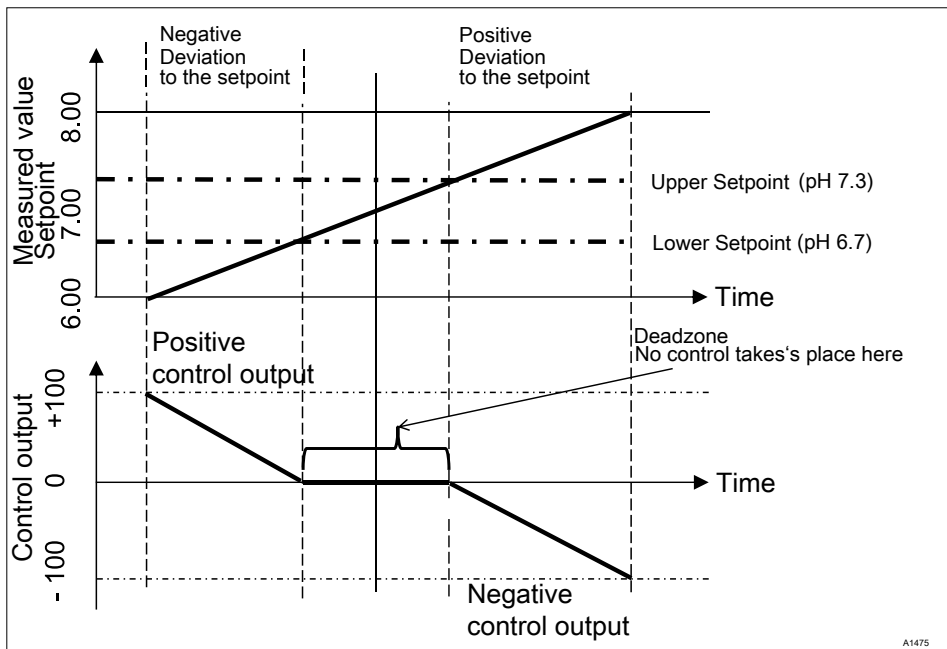 Negative
Deviation
to the setpoint
Positive
Deviation
to the setpoint
Measured value
Setpoint
8.00
7.00
6.00
Upper Setpoint (pH 7.3)
Lower Setpoint (pH 6.7)
Time
Positive
control output
Deadzone
No control takes's place here
Control output
+100
0
- 100
Time
Negative
control output
A1475